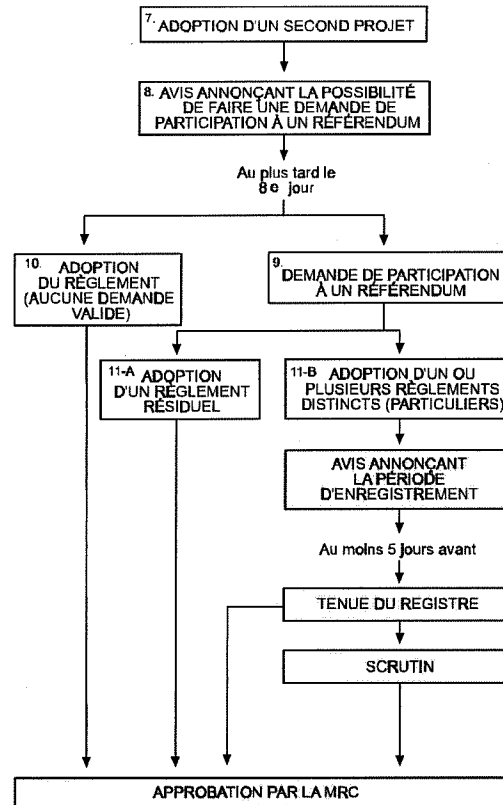 7. ADOPTION D'UN SECOND PROJET
8. AVIS ANNONÇANT LA POSSIBILITÉ
DE FAIRE UNE DEMANDE DE
PARTICIPATION À UN RÉFÉRENDUM
Au plus tard le
8e jour
10. ADOPTION
DU RÈGLEMENT
(AUCUNE DEMANDE
VALIDE)
9. DEMANDE DE PARTICIPATION
À UN RÉFÉRENDUM
11-A ADOPTION
D'UN RÈGLEMENT
RÉSIDUEL
11-B ADOPTION D'UN OU
PLUSIEURS RÈGLEMENTS
DISTINCTS (PARTICULIERS)
AVIS ANNONÇANT
LA PÉRIODE
D'ENREGISTREMENT
Au moins 5 jours avant
TENUE DU REGISTRE
SCRUTIN
APPROBATION PAR LA MRC